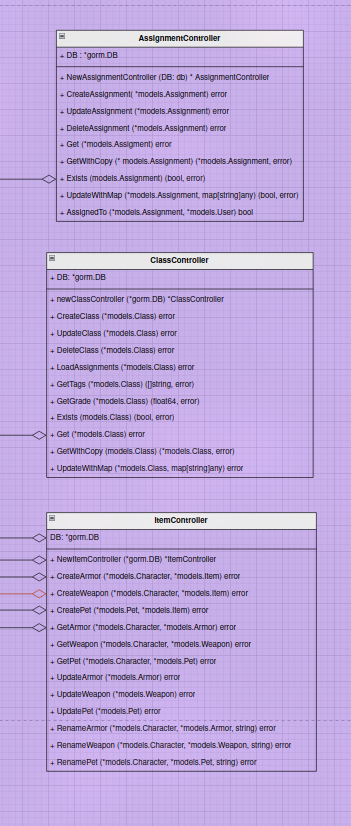 AssignmentController
+ DB : *gorm.DB
+ NewAssignmentController (DB: db) * AssignmentController
+ CreateAssignment( *models.Assignment) error
+ UpdateAssignment (*models.Assignment) error
+ DeleteAssignment (*models.Assignment) error
+ Get (*models.Assigment) error
+ GetWithCopy (* models.Assignment) (*models.Assignment, error)
+ Exists (models.Assignment) (bool, error)
+ UpdateWithMap (*models.Assignment, map[string]any) (bool, error)
+ AssignedTo (*models.Assignment, *models.User) bool
ClassController
+ DB: *gorm.DB
+ newClassController (*gorm.DB) *ClassController
+ CreateClass (*models.Class) error
+ UpdateClass (*models.Class) error
+ DeleteClass (*models.Class) error
+ LoadAssignments (*models.Class) error
+ GetTags (*models.Class) ([]string, error)
+ GetGrade (*models.Class) (float64, error)
+ Exists (models.Class) (bool, error)
+ Get (*models.Class) error
+ GetWithCopy (models.Class) (*models.Class, error)
+ UpdateWithMap (*models.Class, map[string]any) error
ItemController
DB: *gorm.DB
+ NewItemController (*gorm.DB) *ItemController
+ CreateArmor (*models.Character, *models.Item) error
+ CreateWeapon (*models.Character, *models.Item) error
+ CreatePet (*models.Pet, *models.Item) error
+ GetArmor (*models.Character, *models.Armor) error
+ GetWeapon (*models.Character, *models.Weapon) error
+ GetPet (*models.Character, *models.Pet) error
+ UpdateArmor (*models.Armor) error
+ UpdateWeapon (*models.Weapon) error
+ UpdatePet (*models.Pet) error
+ RenameArmor (*models.Character, *models.Armor, string) error
+ RenameWeapon (*models.Character, *models.Weapon, string) error
+ RenamePet (*models.Character, *models.Pet, string) error